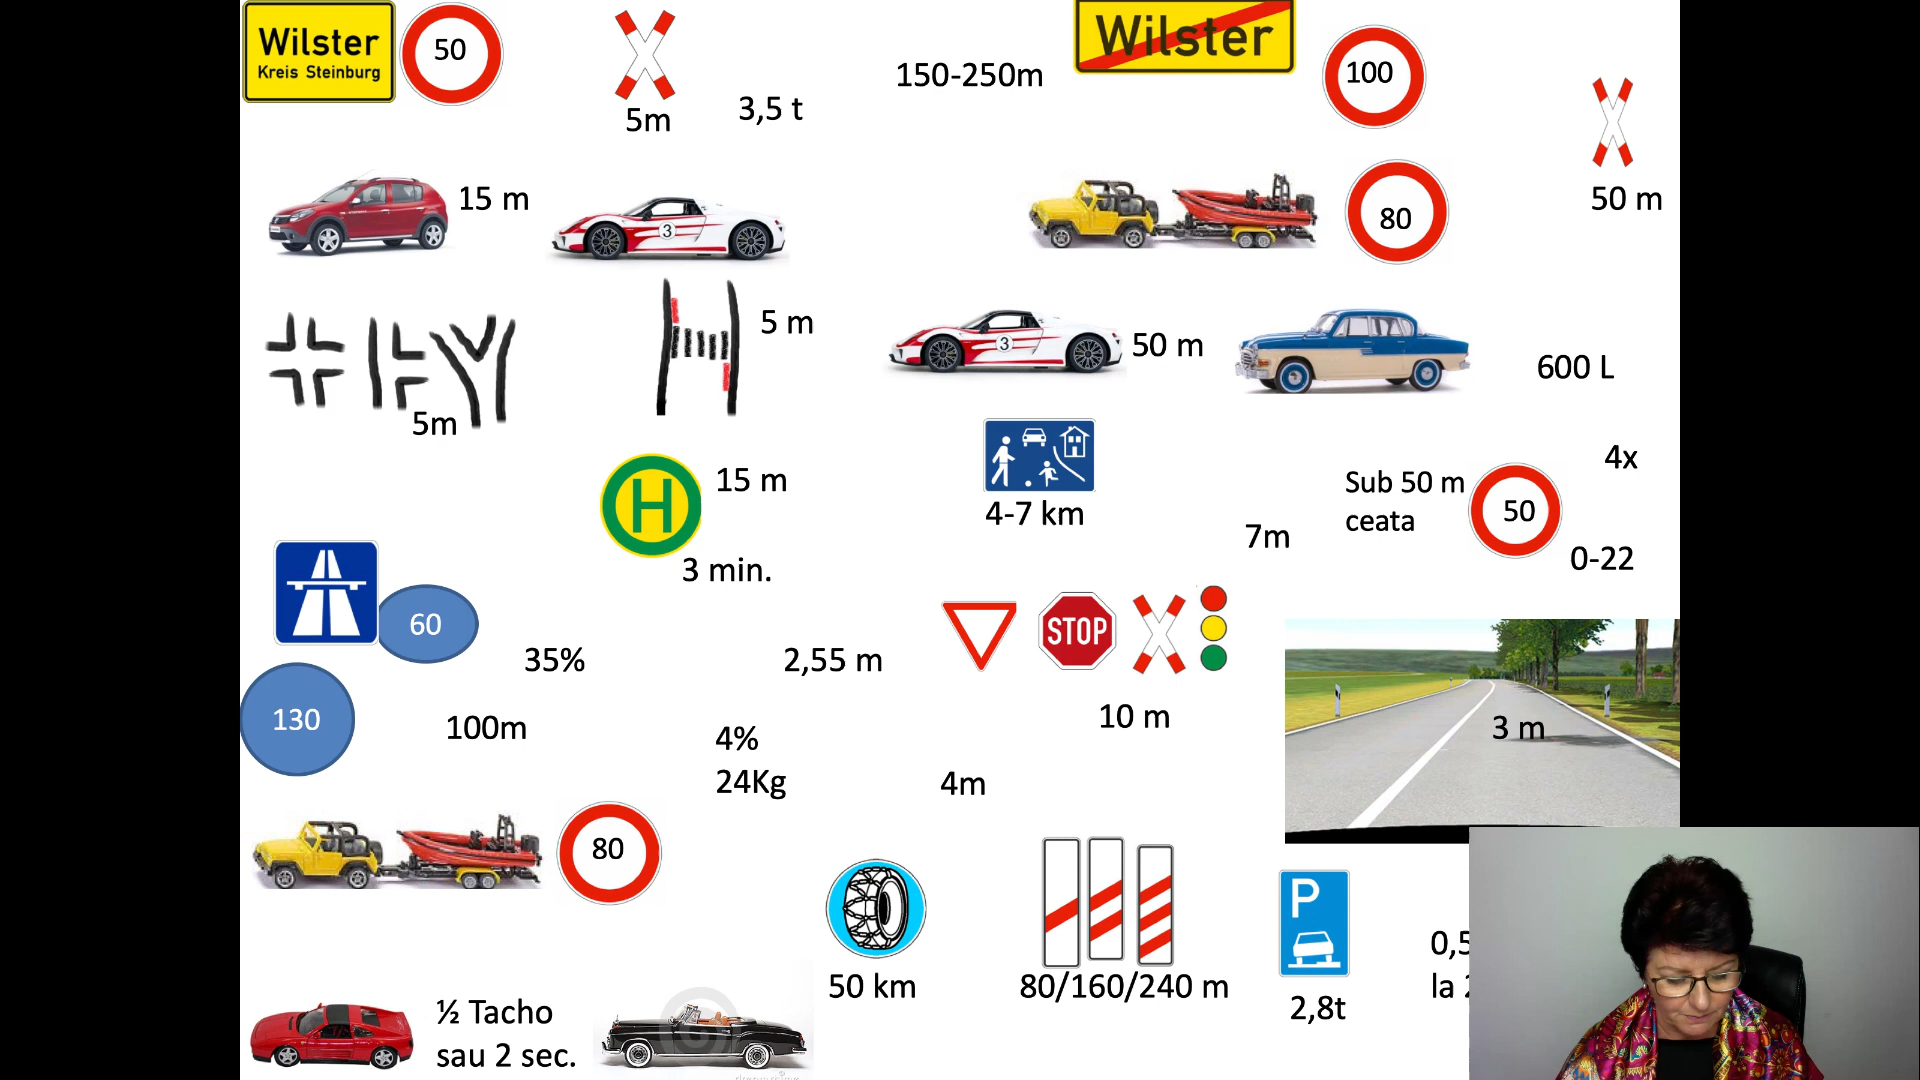 Wilster
Kreis Steinburg
50
5m
3,5 t
150-250m
Wilster
100
50 m
15 m
3
80
5 m
3
50 m
600 L
5m
H
15 m
3 min.
4-7 km
7m
Sub 50 m
ceata
50
4x
0-22
60
130
35%
100m
2,55 m
4%
24Kg
4m
STOP
10 m
3 m
80
50 km
80/160/240 m
P
2,8t
la
½ Tacho
sau 2 sec.